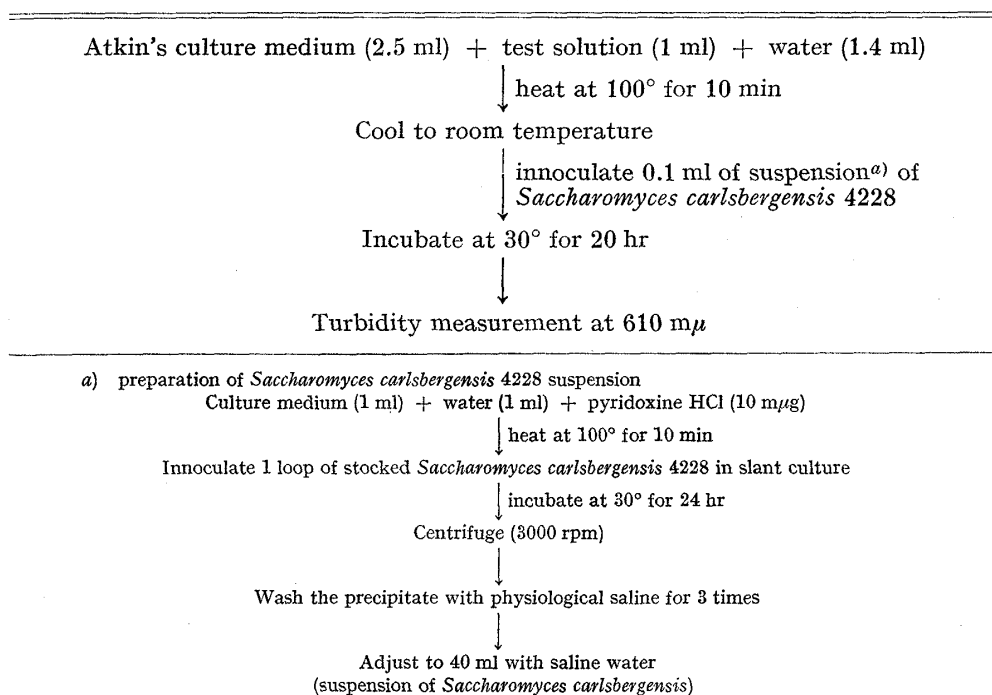 Atkin's culture medium (2.5 ml) + test solution (1 ml) + water (1.4 ml)
heat at 100° for 10 min
Cool to room temperature
innoculate 0.1 ml of suspensionᵃ⁾ of
Saccharomyces carlsbergensis 4228
Incubate at 30° for 20 hr
Turbidity measurement at 610 mμ
a) preparation of Saccharomyces carlsbergensis 4228 suspension
Culture medium (1 ml) + water (1 ml) + pyridoxine HCl (10 mμg)
heat at 100° for 10 min
Innoculate 1 loop of stocked Saccharomyces carlsbergensis 4228 in slant culture
incubate at 30° for 24 hr
Centrifuge (3000 rpm)
Wash the precipitate with physiological saline for 3 times
Adjust to 40 ml with saline water
(suspension of Saccharomyces carlsbergensis)